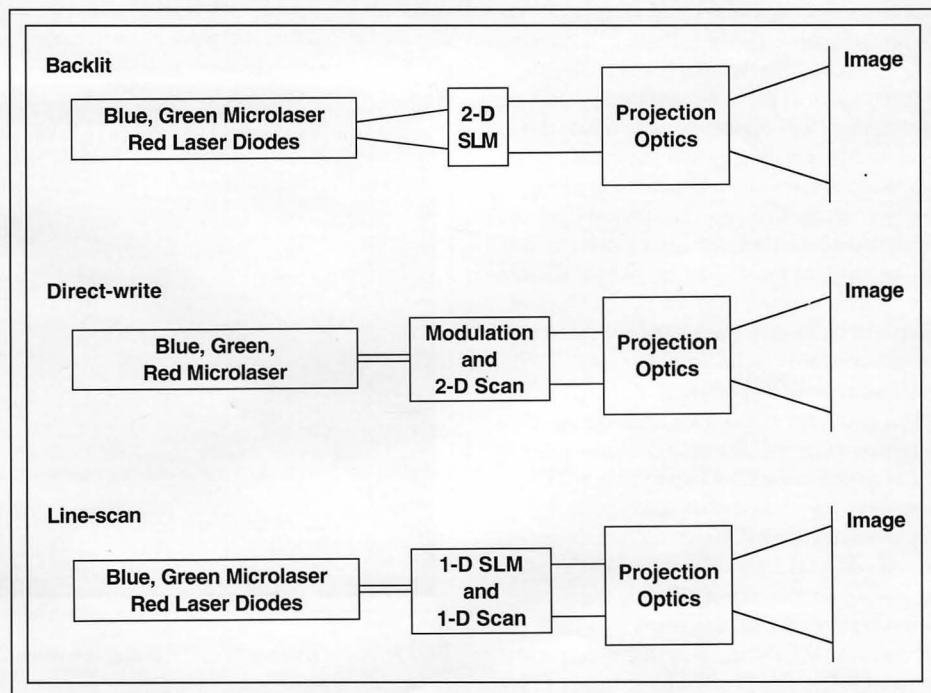 Backlit
Image
Blue, Green Microlaser
Red Laser Diodes
2-D
SLM
Projection
Optics
Direct-write
Image
Blue, Green,
Red Microlaser
Modulation
and
2-D Scan
Projection
Optics
Line-scan
Image
Blue, Green Microlaser
Red Laser Diodes
1-D SLM
and
1-D Scan
Projection
Optics